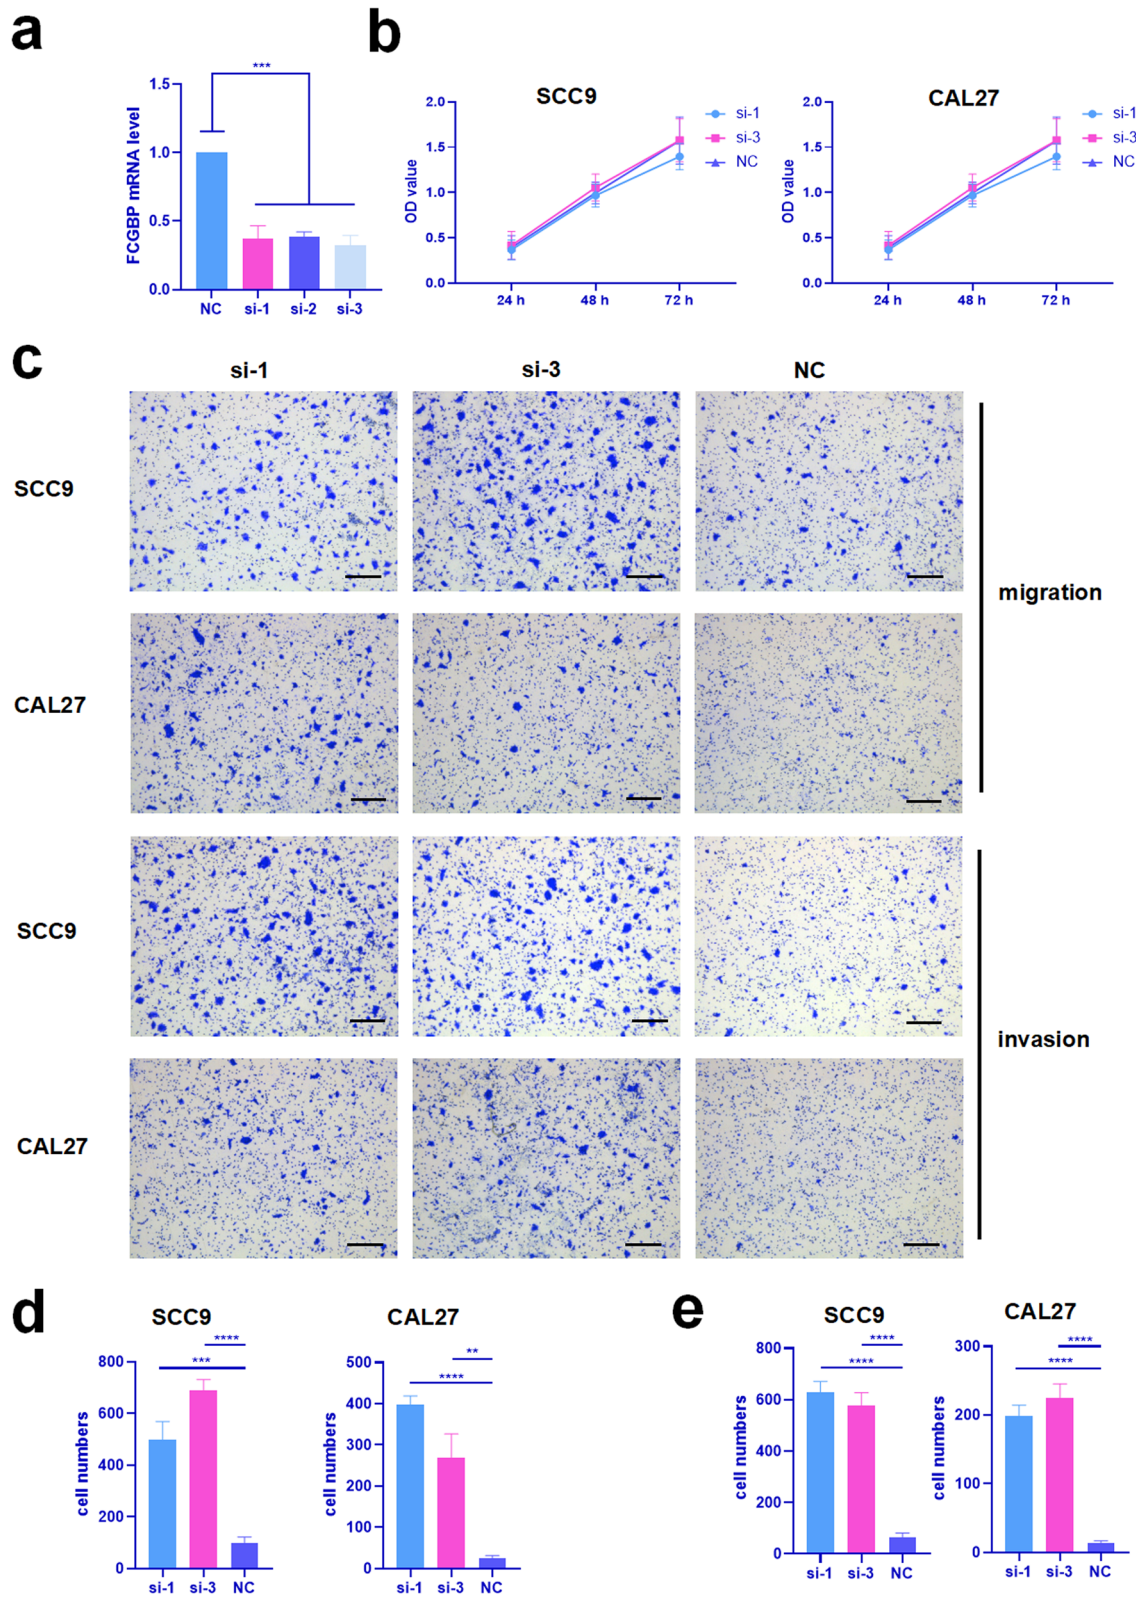 a
b
***
FCGBP mRNA level
1.5
1.0
0.5
0.0
NC si-1 si-2 si-3
SCC9
OD value
2.0
1.5
1.0
0.5
0.0
24 h 48 h 72 h
si-1
si-3
NC
CAL27
OD value
2.0
1.5
1.0
0.5
0.0
24 h 48 h 72 h
si-1
si-3
NC
c
si-1 si-3 NC
SCC9
CAL27
migration
SCC9
CAL27
invasion
d
SCC9
****
***
cell numbers
800
600
400
200
0
si-1 si-3 NC
CAL27
**
****
cell numbers
500
400
300
200
100
0
si-1 si-3 NC
e
SCC9
****
****
cell numbers
800
600
400
200
0
si-1 si-3 NC
CAL27
****
****
cell numbers
300
200
100
0
si-1 si-3 NC